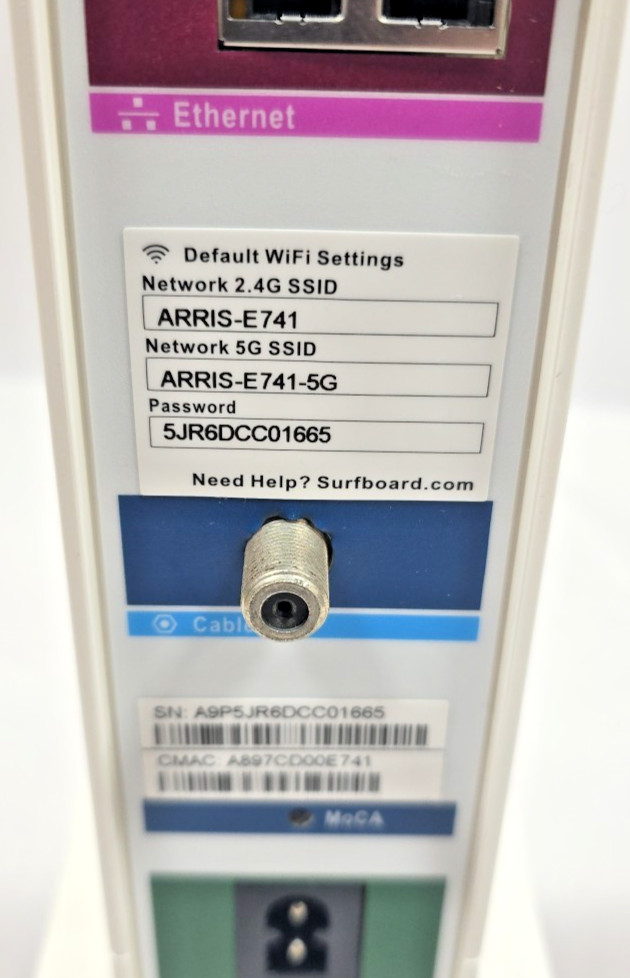 Ethernet
Default WiFi Settings
Network 2.4G SSID
ARRIS-E741
Network 5G SSID
ARRIS-E741-5G
Password
5JR6DCC01665
Need Help? Surfboard.com
Cable
SN: A9P5JR6DCC01665
CMAC: A897CD00E741
MoCA